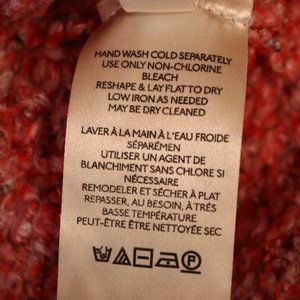 HAND WASH COLD SEPARATELY
USE ONLY NON-CHLORINE
BLEACH
RESHAPE & LAY FLAT TO DRY
LOW IRON AS NEEDED
MAY BE DRY CLEANED
LAVER À LA MAIN À L'EAU FROIDE
SÉPARÉMEN
UTILISER UN AGENT DE
BLANCHIMENT SANS CHLORE SI
NÉCESSAIRE
REMODELER ET SÉCHER À PLAT
REPASSER, AU BESOIN, À TRÉS
BASSE TEMPÉRATURE
PEUT-ÊTRE ÊTRE NETTOYÉE SEC
P